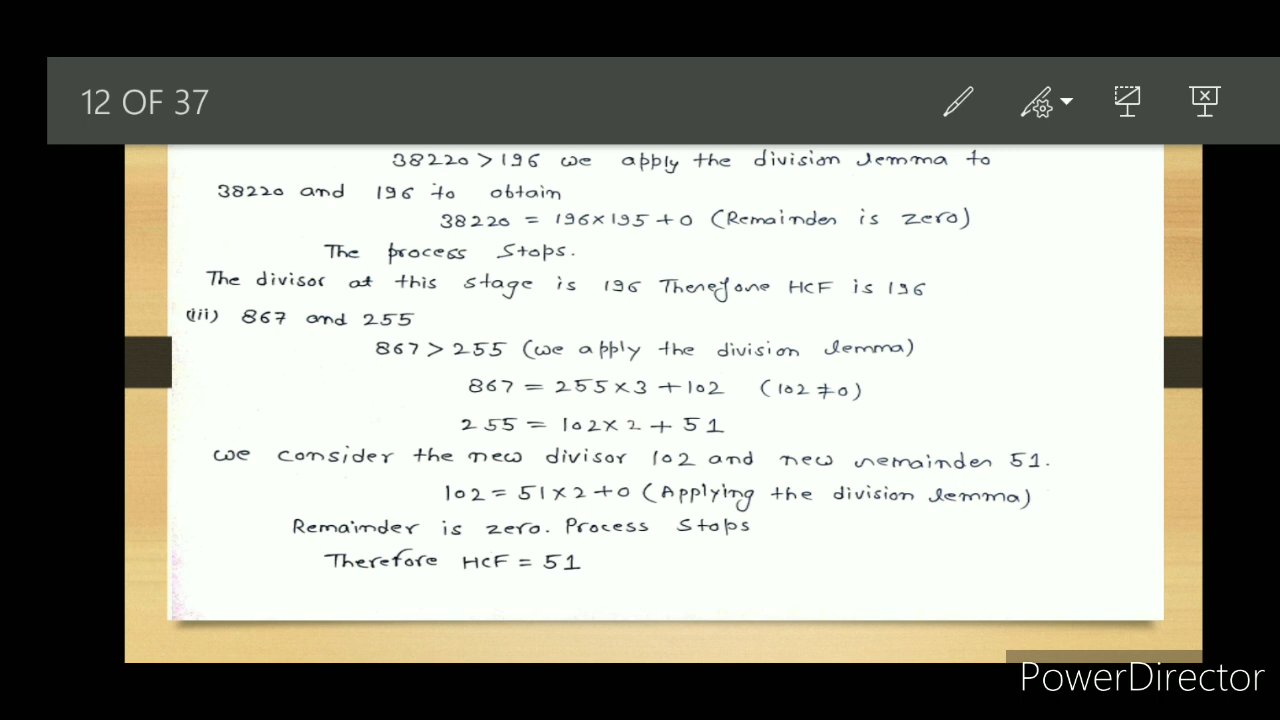 12 OF 37
38220 > 196 we apply the division lemma to
38220 and 196 to obtain
38220 = 196×195 + 0 (Remainder is zero)
The process Stops.
The divisor at this stage is 196 Therefore HCF is 196
(iii) 867 and 255
867 > 255 (we apply the division lemma)
867 = 255×3 + 102 (102 ≠ 0)
255 = 102×2 + 51
we consider the new divisor 102 and new remainder 51.
102 = 51×2 + 0 (Applying the division lemma)
Remainder is zero. Process Stops
Therefore HCF = 51
PowerDirector